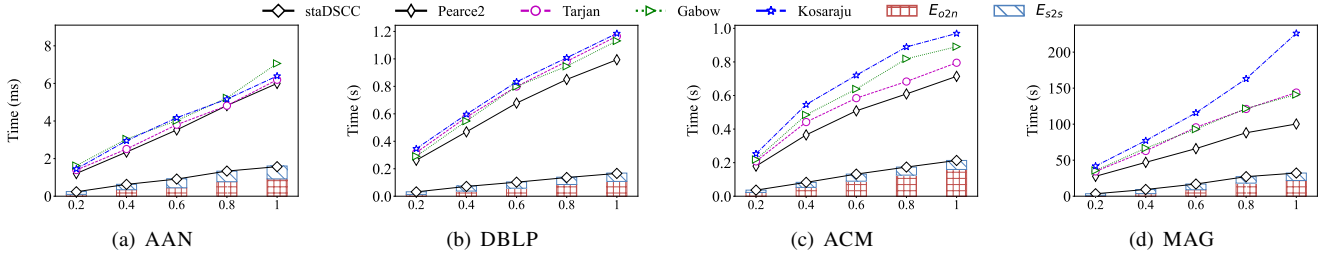 staDSCC Pearce2 Tarjan Gabow Kosaraju E_{o2n} E_{s2s}
Time (ms)
8
6
4
2
0
0.2 0.4 0.6 0.8 1
(a) AAN
Time (s)
1.2
1.0
0.8
0.6
0.4
0.2
0.0
0.2 0.4 0.6 0.8 1
(b) DBLP
Time (s)
1.0
0.8
0.6
0.4
0.2
0.0
0.2 0.4 0.6 0.8 1
(c) ACM
Time (s)
200
150
100
50
0
0.2 0.4 0.6 0.8 1
(d) MAG